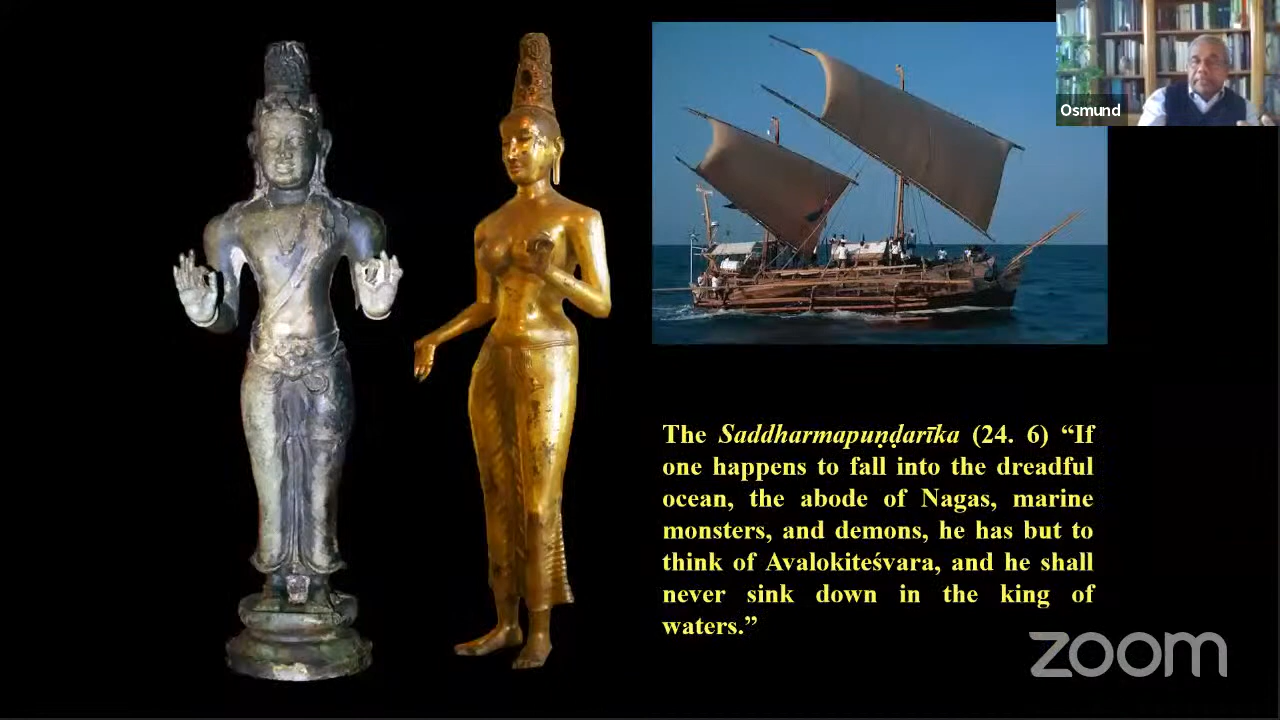 Osmund
The Saddharmapuṇḍarīka (24. 6) “If
one happens to fall into the dreadful
ocean, the abode of Nagas, marine
monsters, and demons, he has but to
think of Avalokiteśvara, and he shall
never sink down in the king of
waters.”
zoom